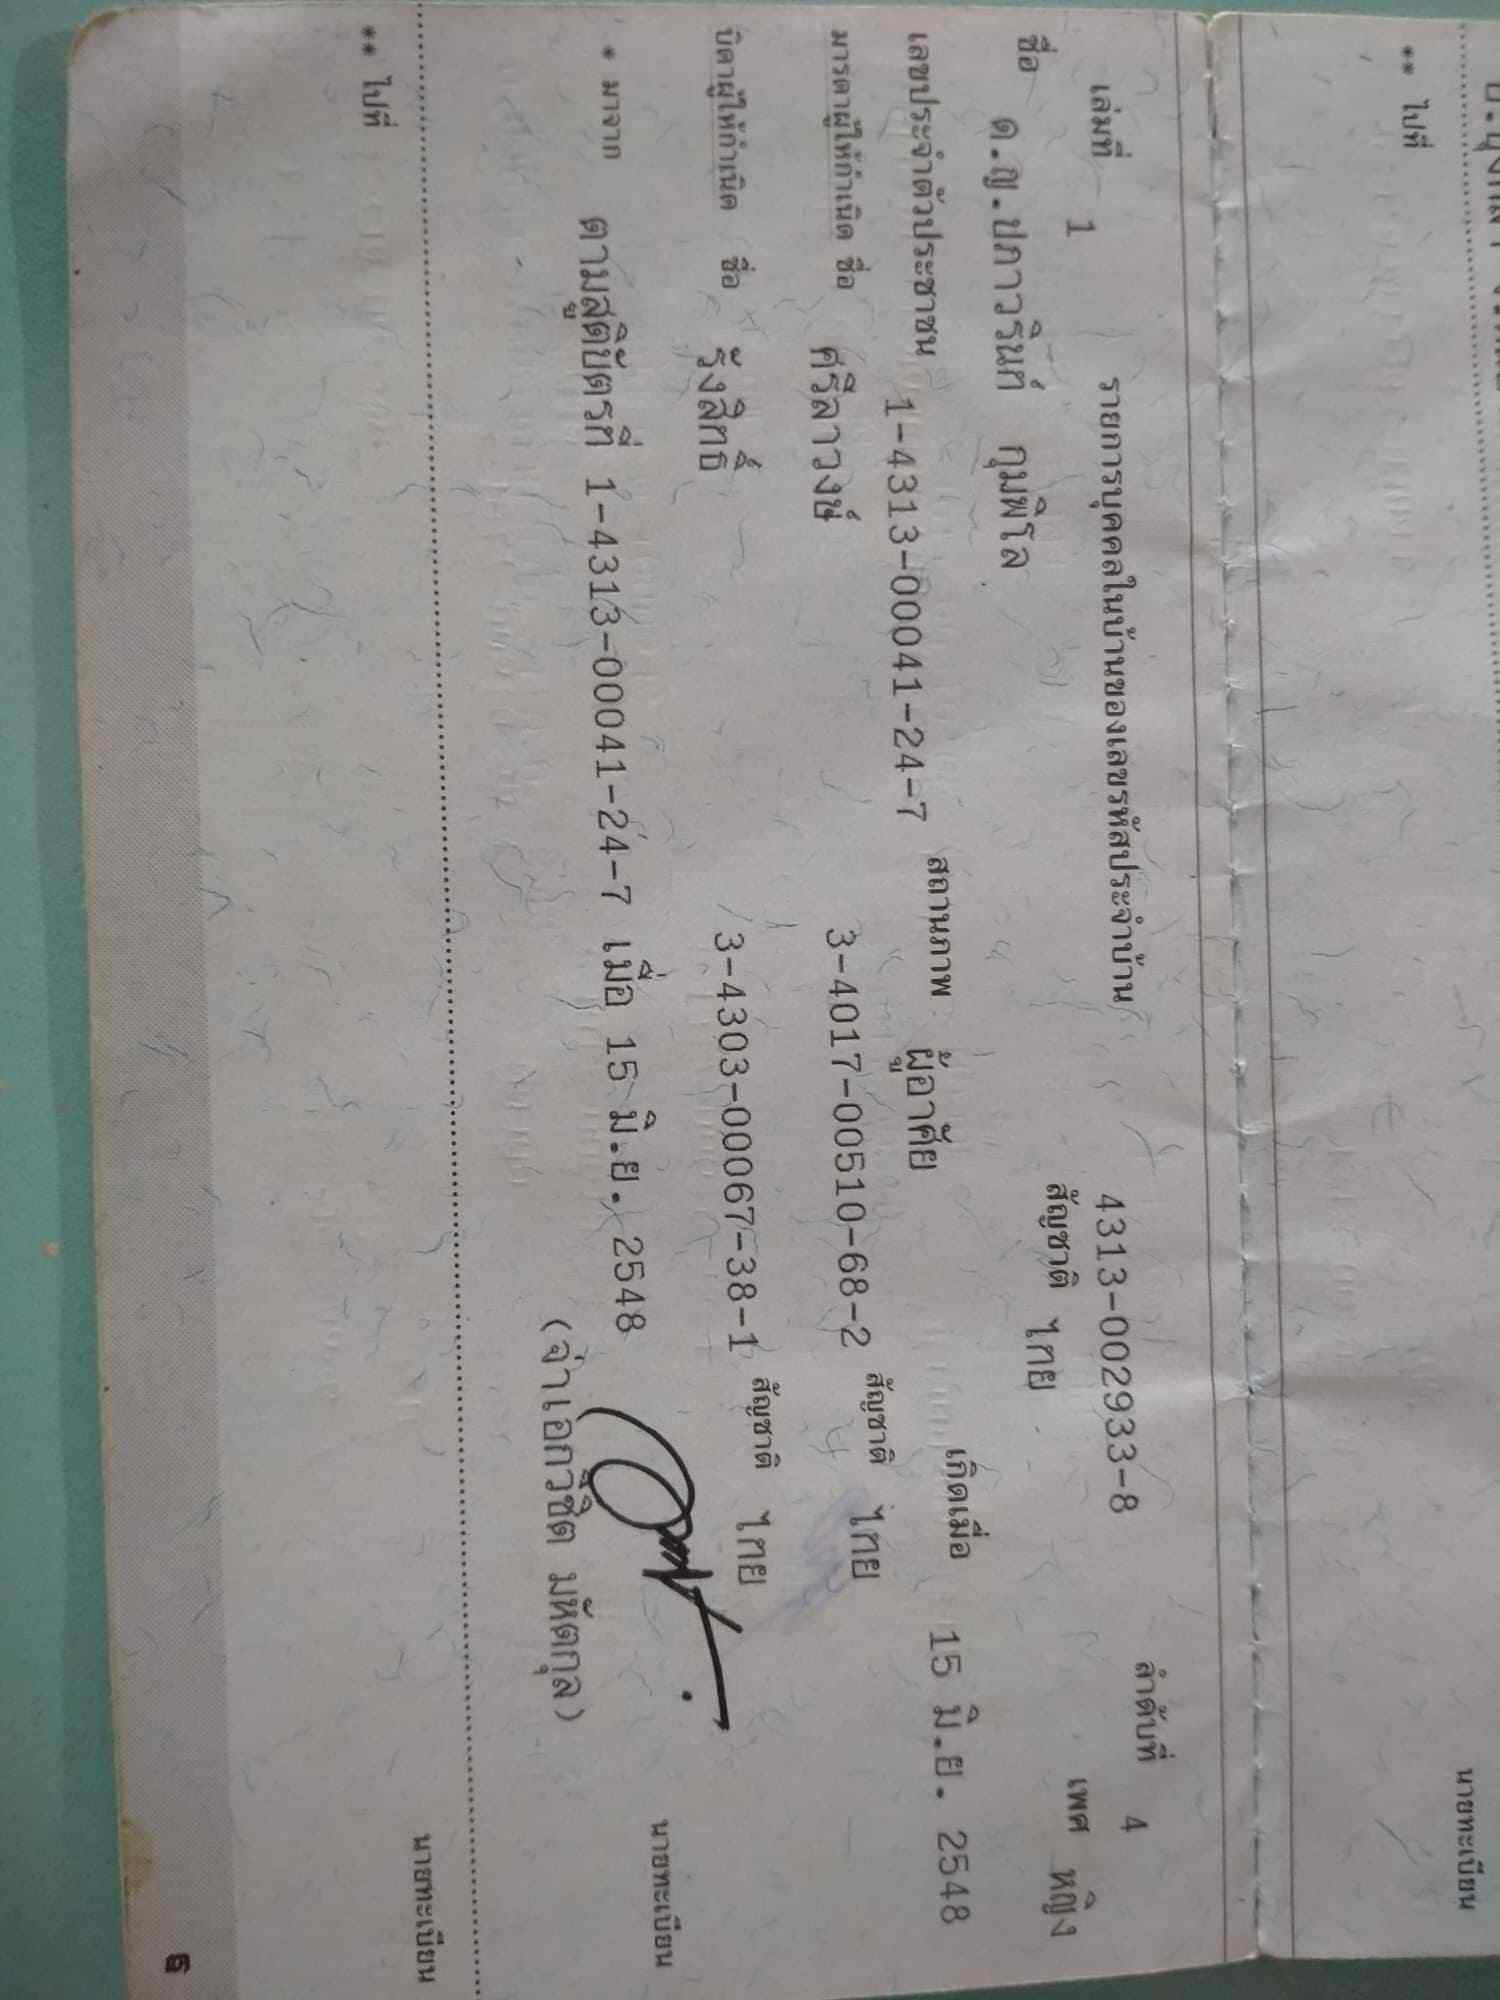 ** ไปที่
นายทะเบียน
เล่มที่ 1 รายการบุคคลในบ้านของเลขรหัสประจำบ้าน 4313-002933-8 ลำดับที่ 4
ชื่อ ด.ญ.ปภาวรินท์ กุมพิโล สัญชาติ ไทย เพศ หญิง
เลขประจำตัวประชาชน 1-4313-00041-24-7 สถานภาพ ผู้อาศัย เกิดเมื่อ 15 มิ.ย. 2548
มารดาผู้ให้กำเนิด ชื่อ ศรีลาวงษ์ 3-4017-00510-68-2 สัญชาติ ไทย
บิดาผู้ให้กำเนิด ชื่อ รังสิทธิ์ 3-4303-00067-38-1 สัญชาติ ไทย
* มาจาก ตามสูติบัตรที่ 1-4313-00041-24-7 เมื่อ 15 มิ.ย. 2548
นายทะเบียน
(จ่าเอกวิชิต มหัตกุล)
** ไปที่
นายทะเบียน